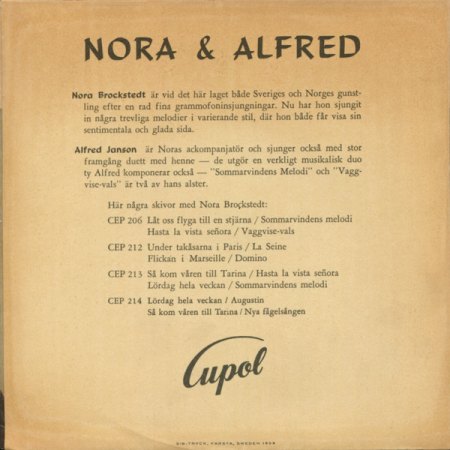 NORA & ALFRED
Nora Brockstedt är vid det här laget både Sveriges och Norges gunst-
ling efter en rad fina grammofoninsjungningar. Nu har hon sjungit
in några trevliga melodier i varierande stil, där hon både får visa sin
sentimentala och glada sida.
Alfred Janson är Noras ackompanjatör och sjunger också med stor
framgång duett med henne — de utgör en verkligt musikalisk duo
ty Alfred komponerar också — "Sommarvindens Melodi" och "Vagg-
vise-vals" är två av hans alster.
Här några skivor med Nora Brockstedt:
CEP 206 Låt oss flyga till en stjärna / Sommarvindens melodi
Hasta la vista señora / Vaggvise-vals
CEP 212 Under takåsarna i Paris / La Seine
Flickan i Marseille / Domino
CEP 213 Så kom våren till Tarina / Hasta la vista señora
Lördag hela veckan / Sommarvindens melodi
CEP 214 Lördag hela veckan / Augustin
Så kom våren till Tarina / Nya fågelsången
Cupol
TRYCK, KARSTA, SWEDEN